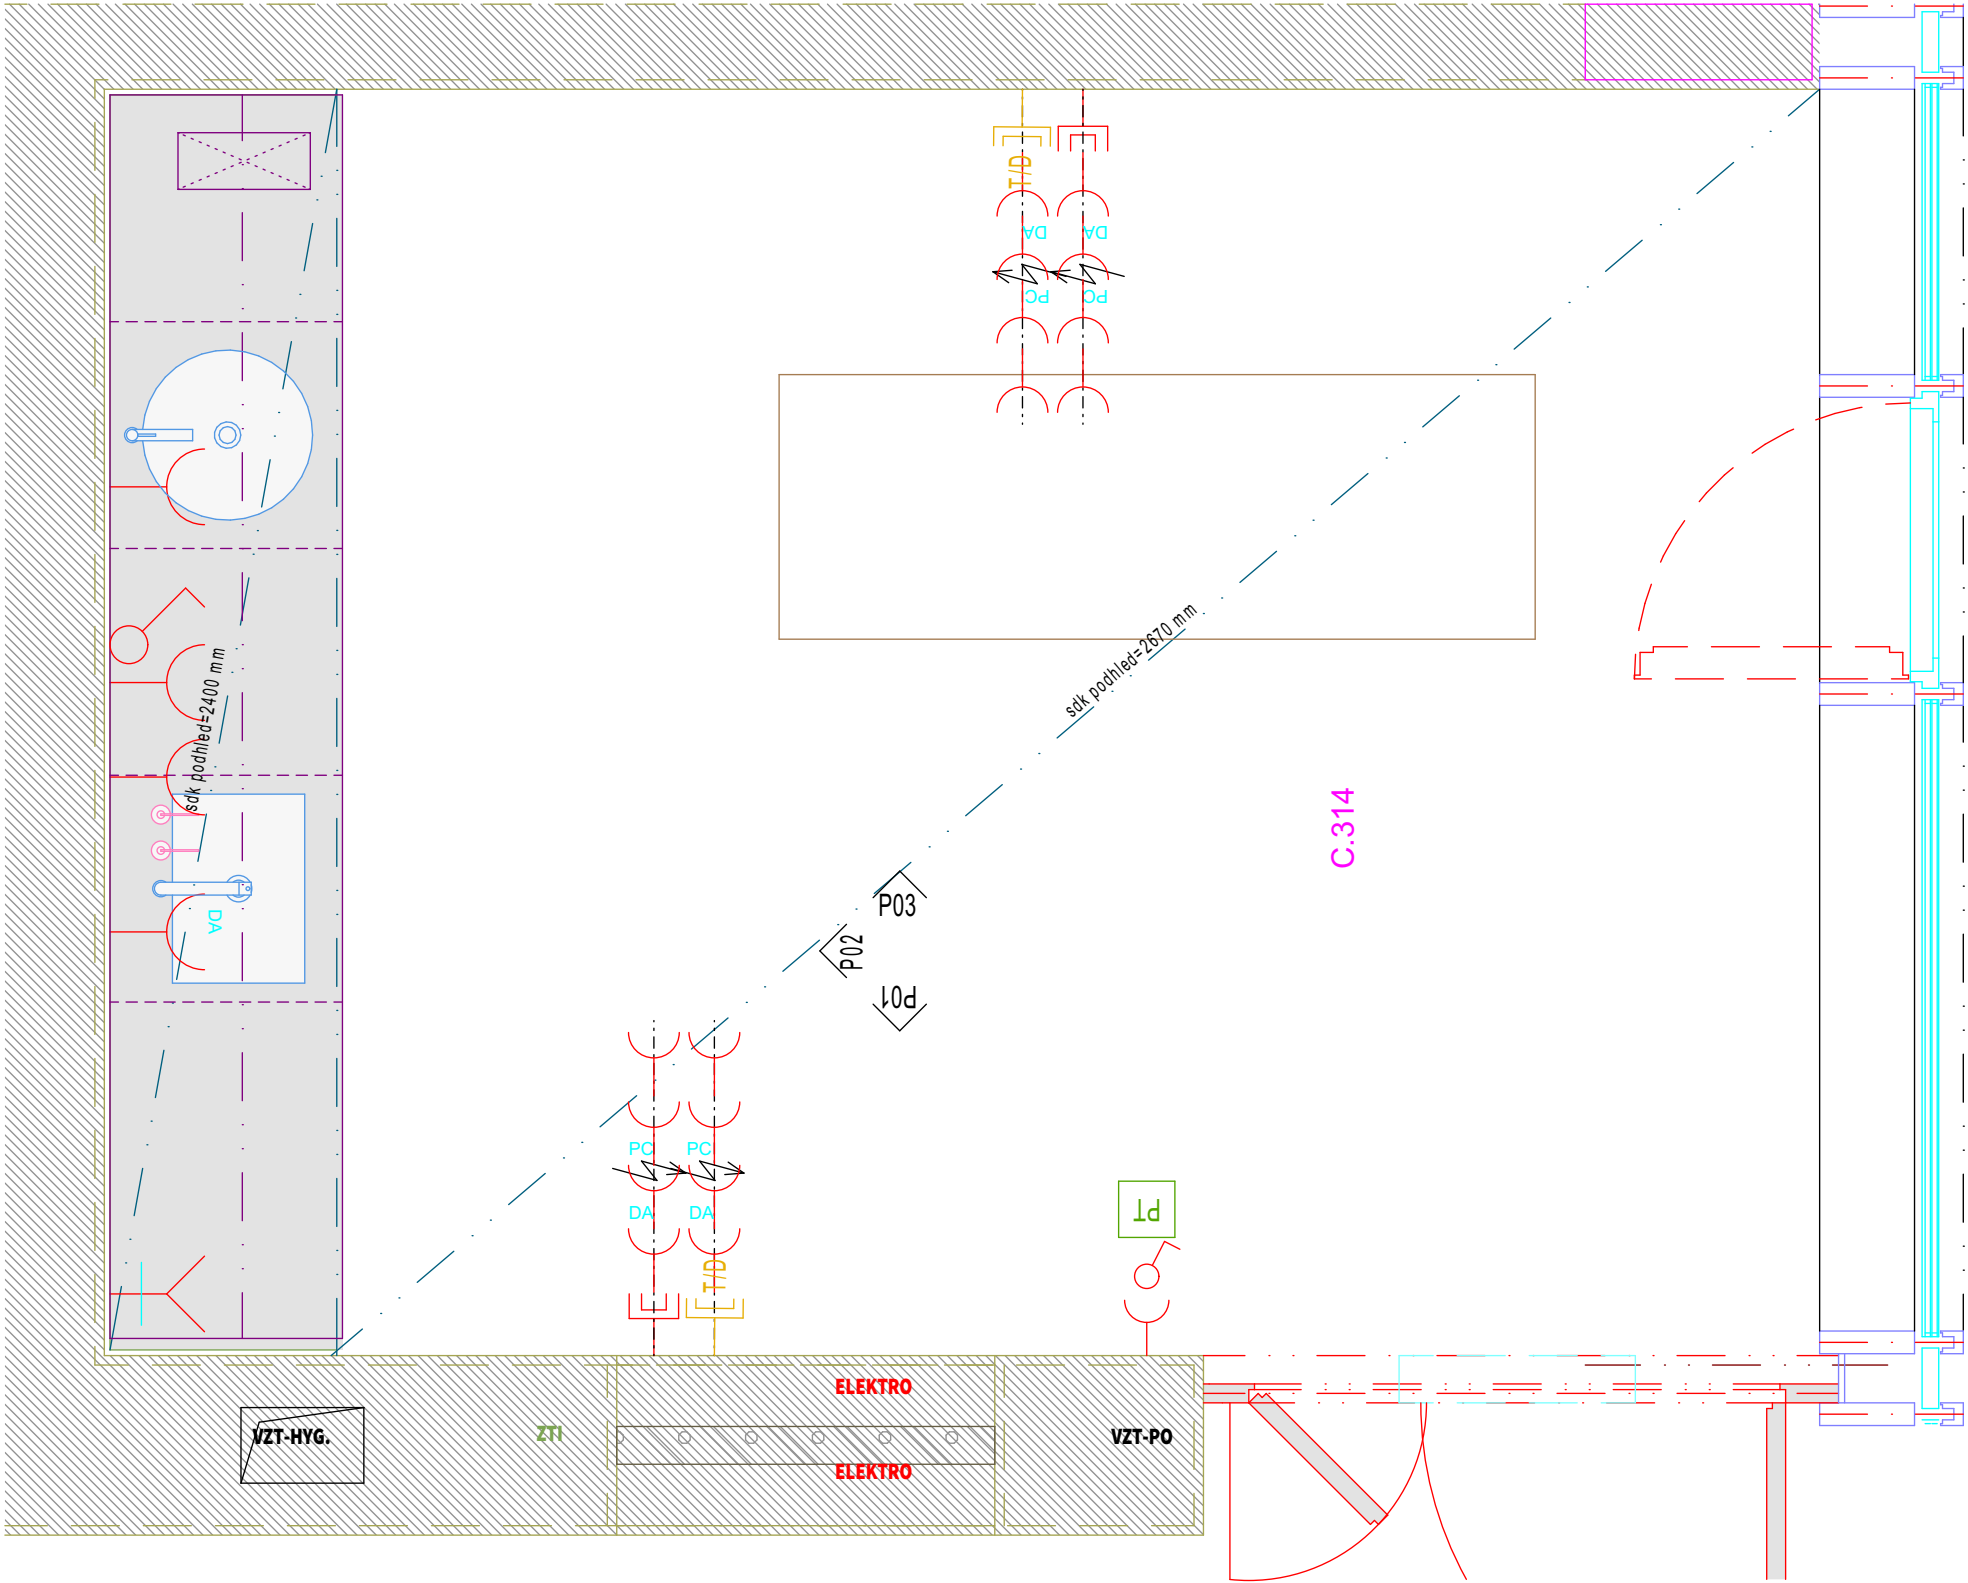 T/D
DA
DA
PC
PC
sdk podhled=2670 mm
sdk podhled=2400 mm
C.314
DA
P03
P02
P01
PC
PC
DA
DA
T/D
PT
ELEKTRO
VZT-HYG.
ZTI
VZT-PO
ELEKTRO